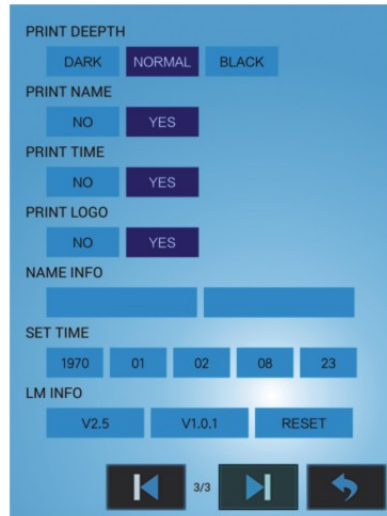 PRINT DEEPTH
DARK NORMAL BLACK
PRINT NAME
NO YES
PRINT TIME
NO YES
PRINT LOGO
NO YES
NAME INFO
SET TIME
1970 01 02 08 23
LM INFO
V2.5 V1.0.1 RESET
3/3